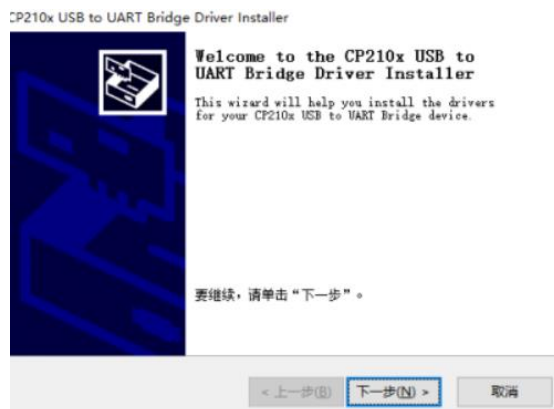 CP210x USB to UART Bridge Driver Installer
Welcome to the CP210x USB to
UART Bridge Driver Installer
This wizard will help you install the drivers
for your CP210x USB to UART Bridge device.
要继续，请单击“下一步”。
< 上一步(B)
下一步(N) >
取消